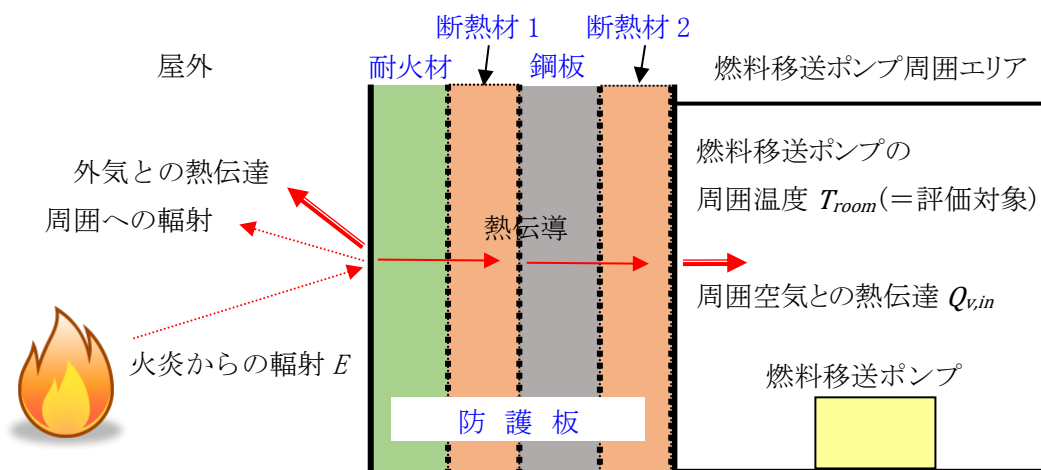 断熱材 1
断熱材 2
屋外
耐火材
鋼板
燃料移送ポンプ周囲エリア
外気との熱伝達
周囲への輻射
熱伝導
燃料移送ポンプの
周囲温度 Troom(＝評価対象)
周囲空気との熱伝達 Qv,in
火炎からの輻射 E
燃料移送ポンプ
防 護 板